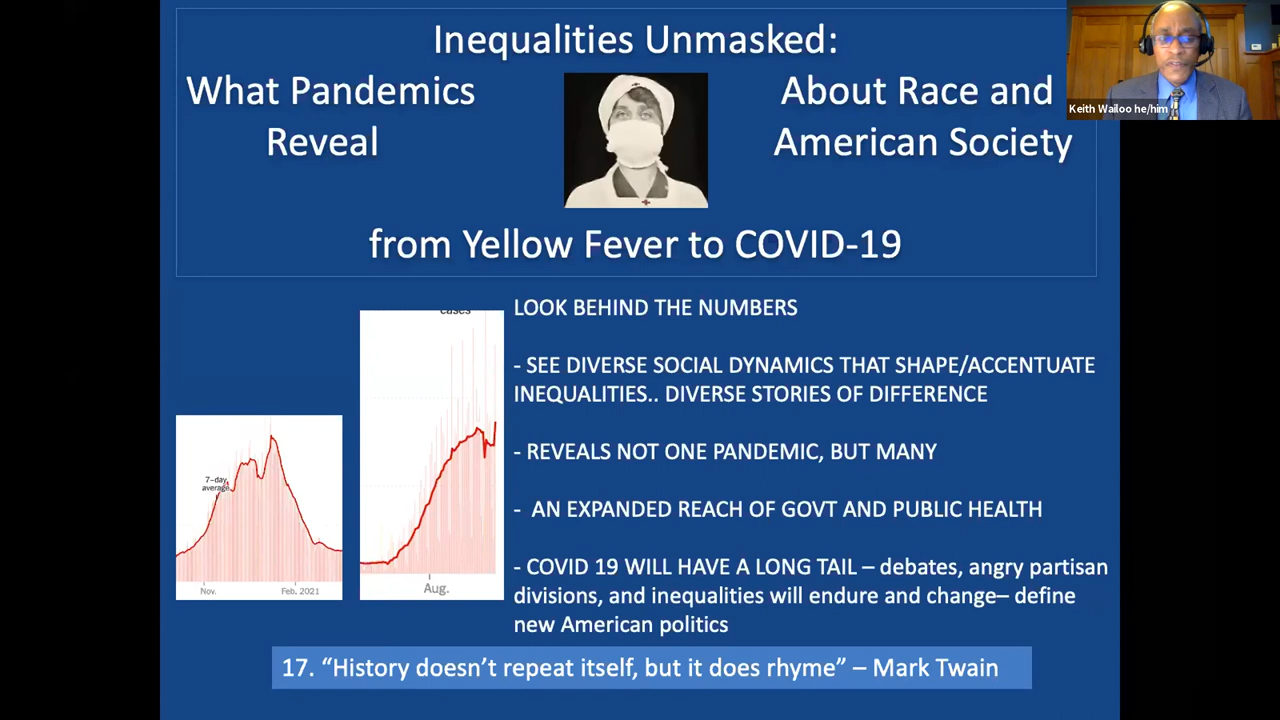 Inequalities Unmasked:
What Pandemics
Reveal
About Race and
American Society
from Yellow Fever to COVID-19
Keith Wailoo he/him
LOOK BEHIND THE NUMBERS
- SEE DIVERSE SOCIAL DYNAMICS THAT SHAPE/ACCENTUATE
INEQUALITIES.. DIVERSE STORIES OF DIFFERENCE
- REVEALS NOT ONE PANDEMIC, BUT MANY
- AN EXPANDED REACH OF GOVT AND PUBLIC HEALTH
- COVID 19 WILL HAVE A LONG TAIL – debates, angry partisan
divisions, and inequalities will endure and change– define
new American politics
7-day
average
Nov.
Feb, 2021
cases
Aug.
17. “History doesn’t repeat itself, but it does rhyme” – Mark Twain